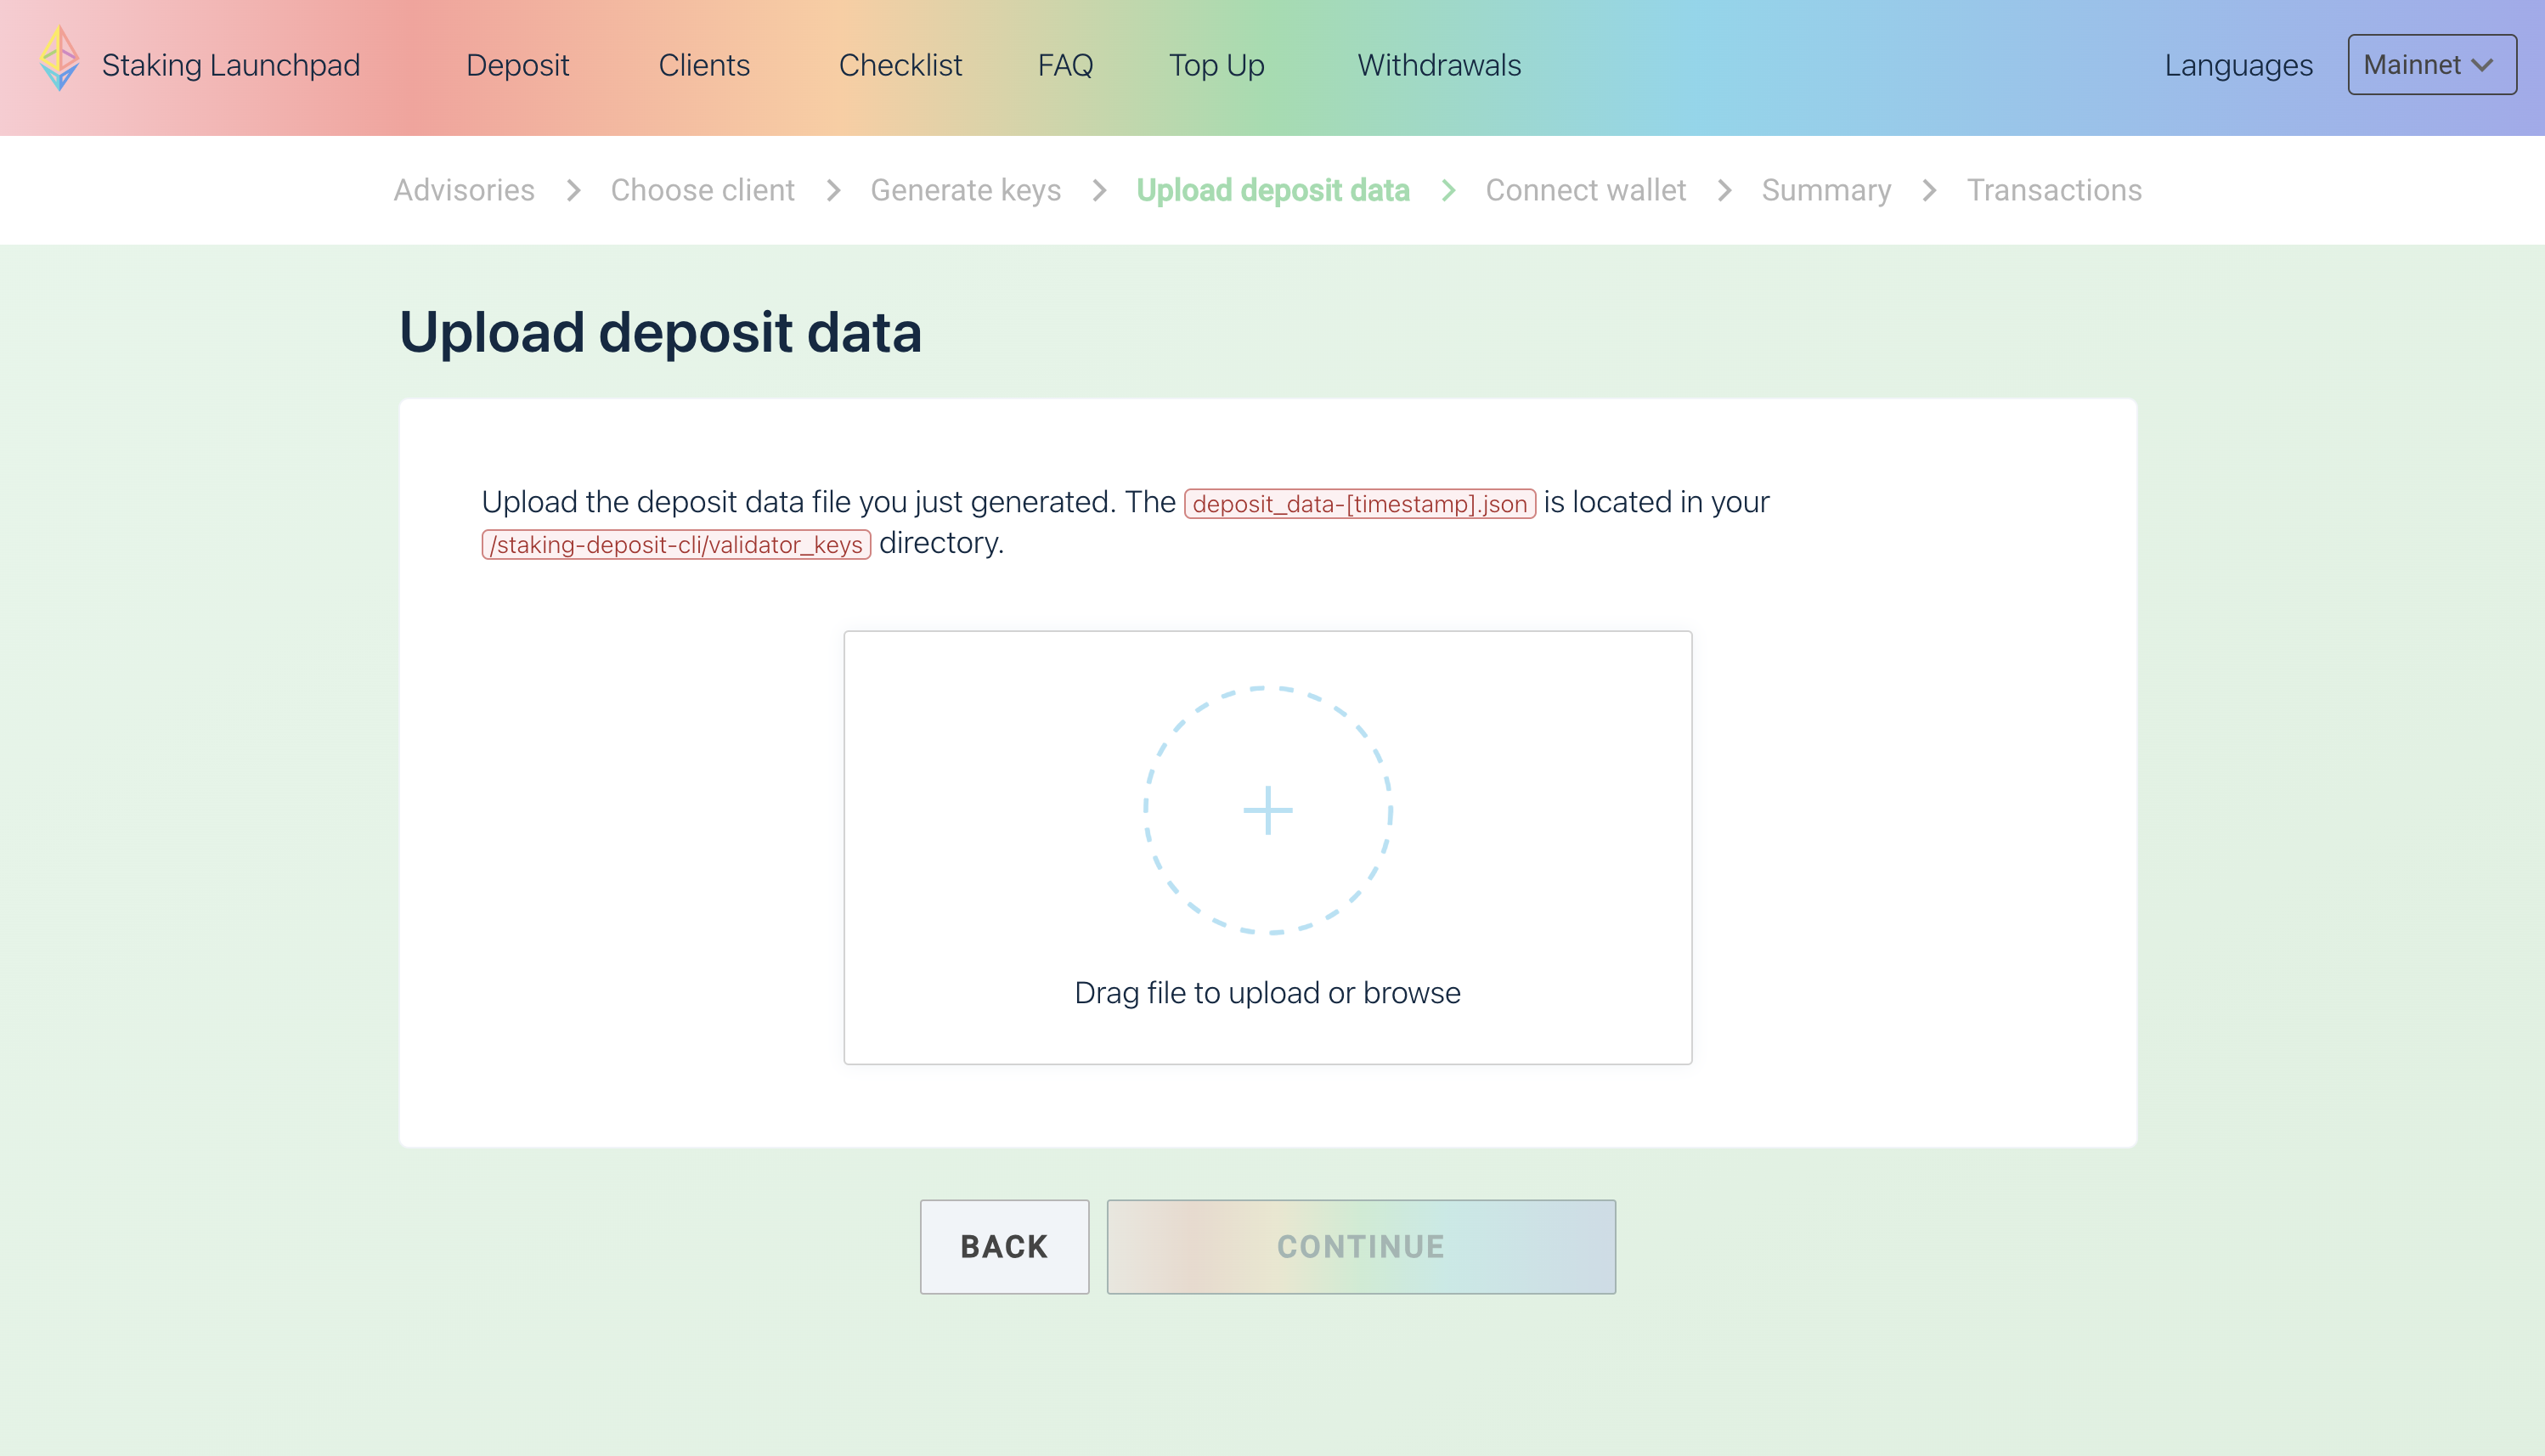 Staking Launchpad Deposit Clients Checklist FAQ Top Up Withdrawals Languages Mainnet
Advisories Choose client Generate keys Upload deposit data Connect wallet Summary Transactions
Upload deposit data
Upload the deposit data file you just generated. The deposit_data-[timestamp].json is located in your
/staking-deposit-cli/validator_keys directory.
Drag file to upload or browse
BACK CONTINUE